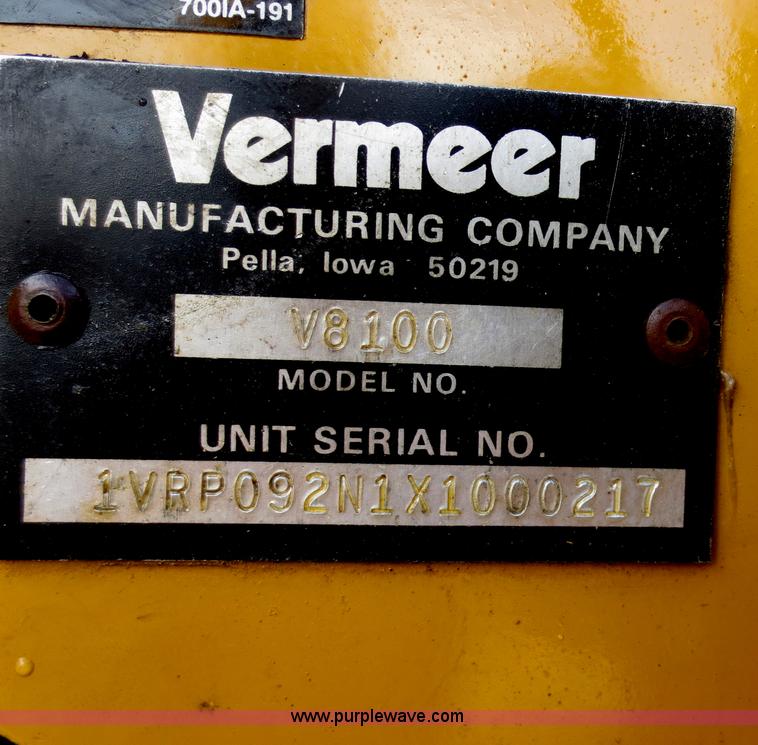 700IA-191
Vermeer
MANUFACTURING COMPANY
Pella, Iowa 50219
V8100
MODEL NO.
UNIT SERIAL NO.
1VRP092N1X1000217
www.purplewave.com